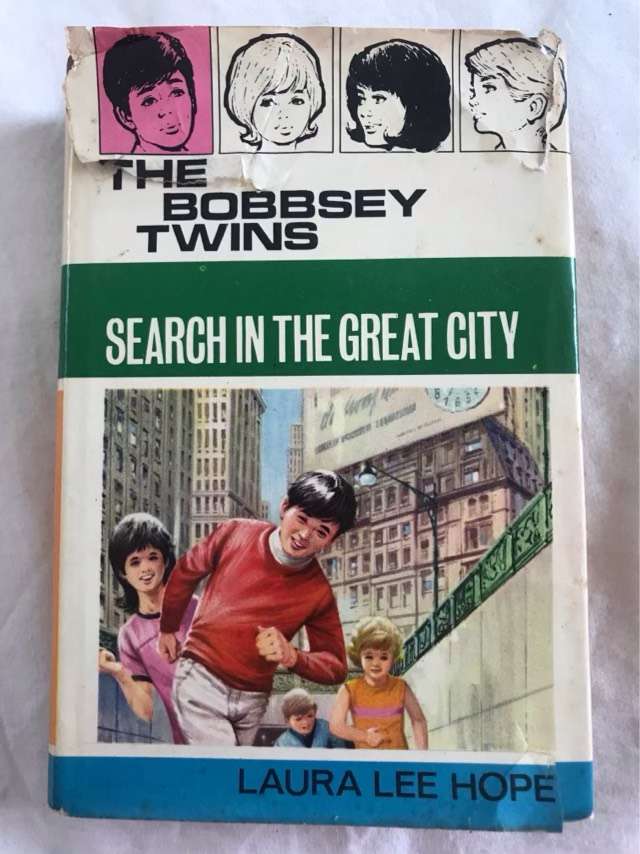 THE
BOBBSEY
TWINS
SEARCH IN THE GREAT CITY
LAURA LEE HOPE